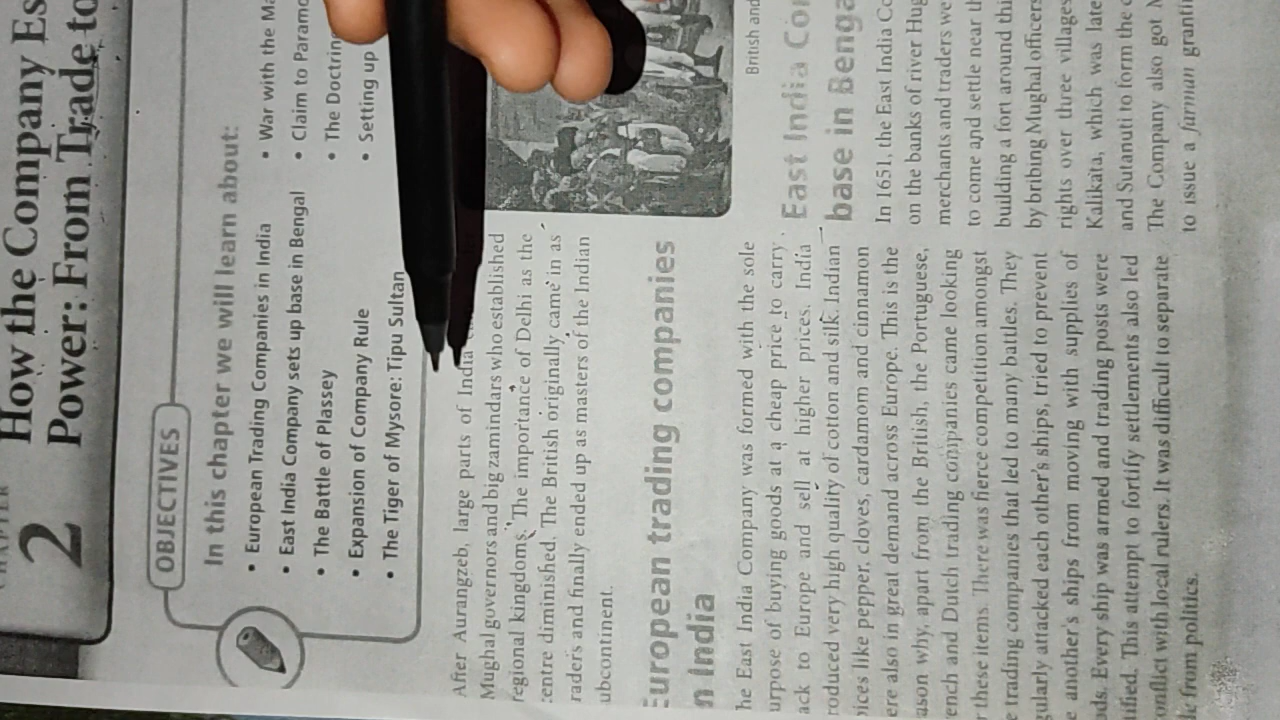 2
How the Company Es
Power: From Trade to
OBJECTIVES
In this chapter we will learn about:
• European Trading Companies in India
• East India Company sets up base in Bengal
• The Battle of Plassey
• Expansion of Company Rule
• The Tiger of Mysore: Tipu Sultan
• War with the Ma
• Claim to Paramo
• The Doctrin
• Setting up
After Aurangzeb, large parts of India
Mughal governors and big zamindars who established
regional kingdoms. The importance of Delhi as the
entre diminished. The British originally came in as
raders and finally ended up as masters of the Indian
ubcontinent.
European trading companies
n India
he East India Company was formed with the sole
urpose of buying goods at a cheap price to carry
ack to Europe and sell at higher prices. India
roduced very high quality of cotton and silk. Indian
ices like pepper, cloves, cardamom and cinnamon
ere also in great demand across Europe. This is the
ason why, apart from the British, the Portuguese,
ench and Dutch trading companies came looking
r these items. There was fierce competition amongst
e trading companies that led to many battles. They
gularly attacked each other's ships, tried to prevent
e another's ships from moving with supplies of
ds. Every ship was armed and trading posts were
ified. This attempt to fortify settlements also led
onflict with local rulers. It was difficult to separate
e from politics.
British and
East India Co
base in Benga
In 1651, the East India Co
on the banks of river Hug
merchants and traders we
to come and settle near th
building a fort around thi
by bribing Mughal officers
rights over three villages
Kalikata, which was late
and Sutanuti to form the c
The Company also got
to issue a farman granti